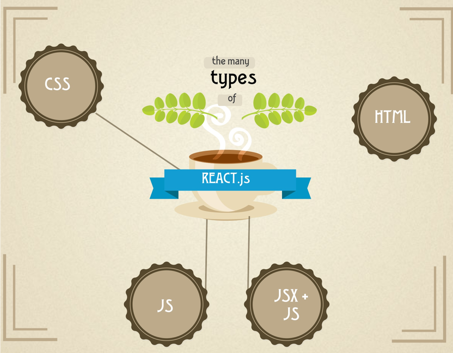 the many
types
of
CSS
HTML
REACT.js
JS
JSX +
JS